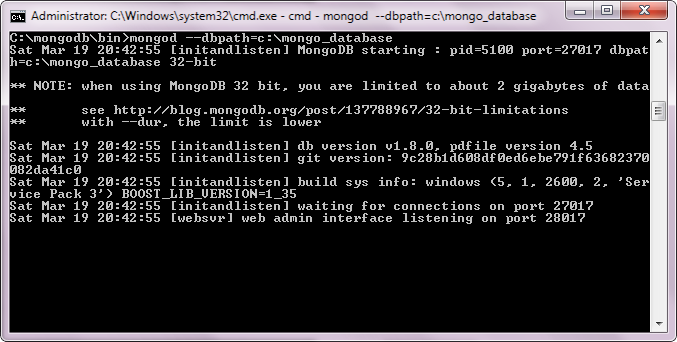 Administrator: C:\Windows\system32\cmd.exe - cmd - mongod  --dbpath=c:\mongo_database
C:\mongodb\bin>mongod --dbpath=c:\mongo_database
Sat Mar 19 20:42:55 [initandlisten] MongoDB starting : pid=5100 port=27017 dbpat
h=c:\mongo_database 32-bit
** NOTE: when using MongoDB 32 bit, you are limited to about 2 gigabytes of data
**       see http://blog.mongodb.org/post/137788967/32-bit-limitations
**       with --dur, the limit is lower
Sat Mar 19 20:42:55 [initandlisten] db version v1.8.0, pdfile version 4.5
Sat Mar 19 20:42:55 [initandlisten] git version: 9c28b1d608df0ed6ebe791f63682370
082da41c0
Sat Mar 19 20:42:55 [initandlisten] build sys info: windows (5, 1, 2600, 2, 'Ser
vice Pack 3') BOOST_LIB_VERSION=1_35
Sat Mar 19 20:42:55 [initandlisten] waiting for connections on port 27017
Sat Mar 19 20:42:55 [websvr] web admin interface listening on port 28017